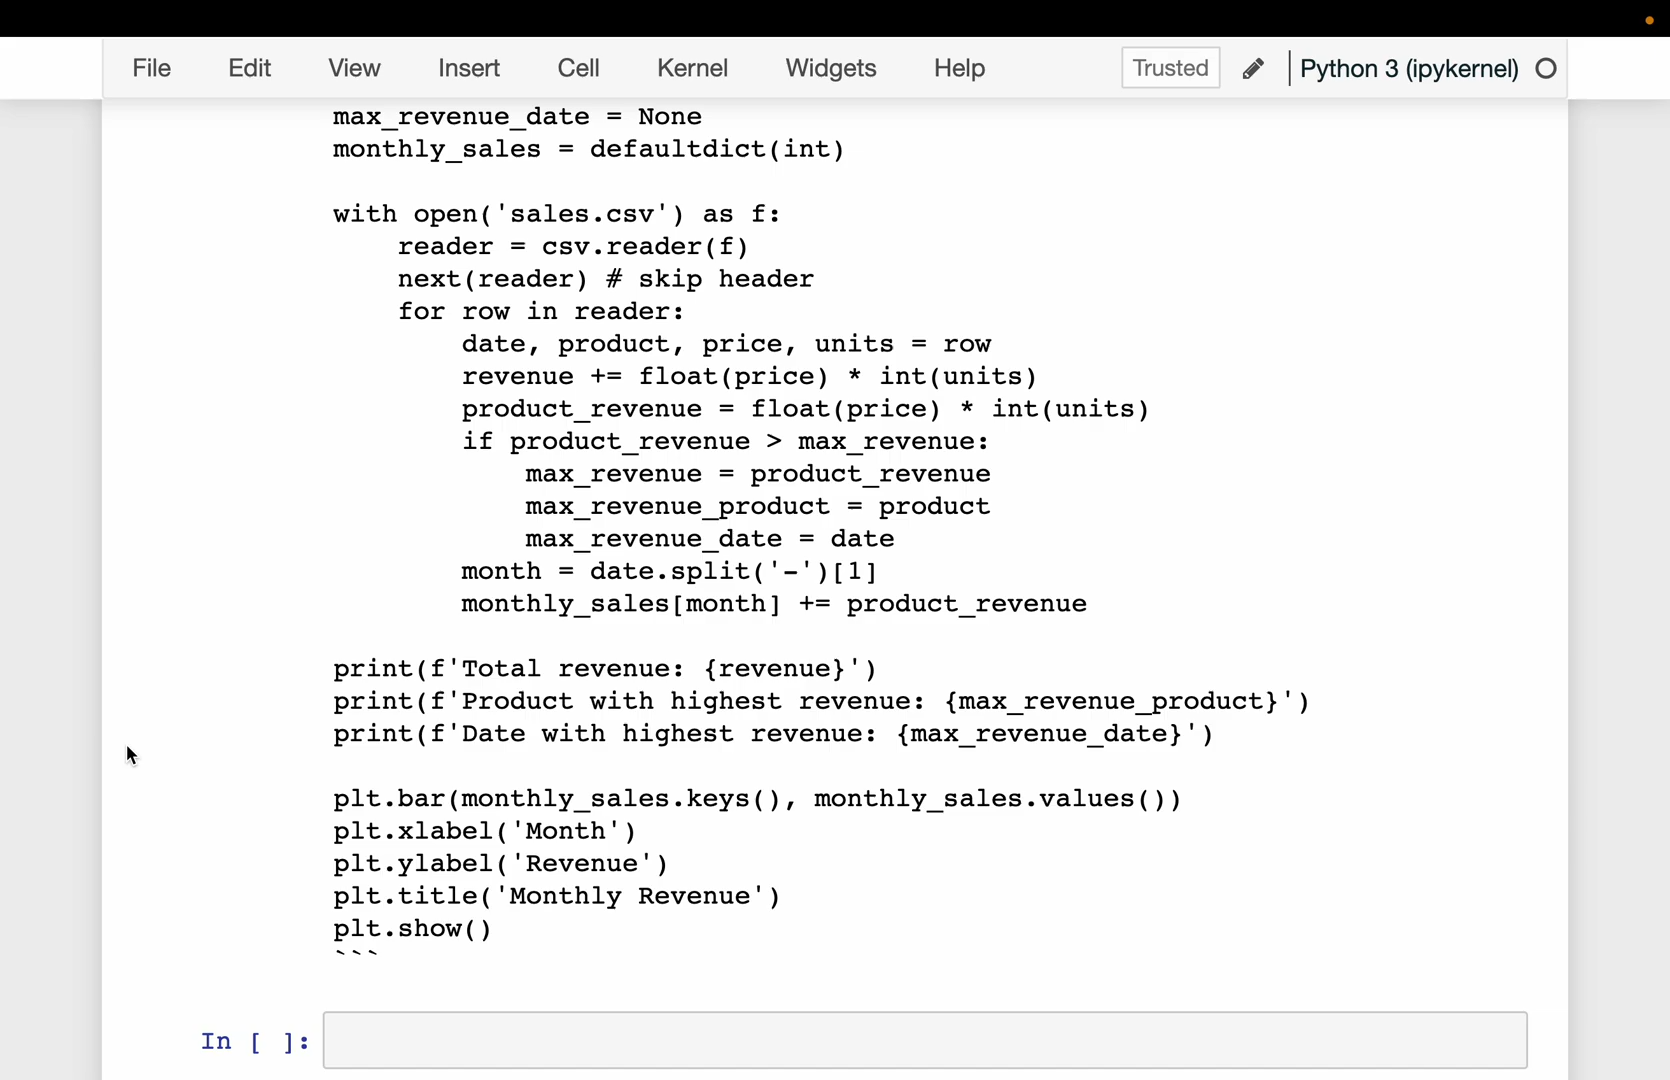 File Edit View Insert Cell Kernel Widgets Help Trusted Python 3 (ipykernel)
max_revenue_date = None
monthly_sales = defaultdict(int)
with open('sales.csv') as f:
    reader = csv.reader(f)
    next(reader) # skip header
    for row in reader:
        date, product, price, units = row
        revenue += float(price) * int(units)
        product_revenue = float(price) * int(units)
        if product_revenue > max_revenue:
            max_revenue = product_revenue
            max_revenue_product = product
            max_revenue_date = date
        month = date.split('-')[1]
        monthly_sales[month] += product_revenue
print(f'Total revenue: {revenue}')
print(f'Product with highest revenue: {max_revenue_product}')
print(f'Date with highest revenue: {max_revenue_date}')
plt.bar(monthly_sales.keys(), monthly_sales.values())
plt.xlabel('Month')
plt.ylabel('Revenue')
plt.title('Monthly Revenue')
plt.show()
```
In [ ]: